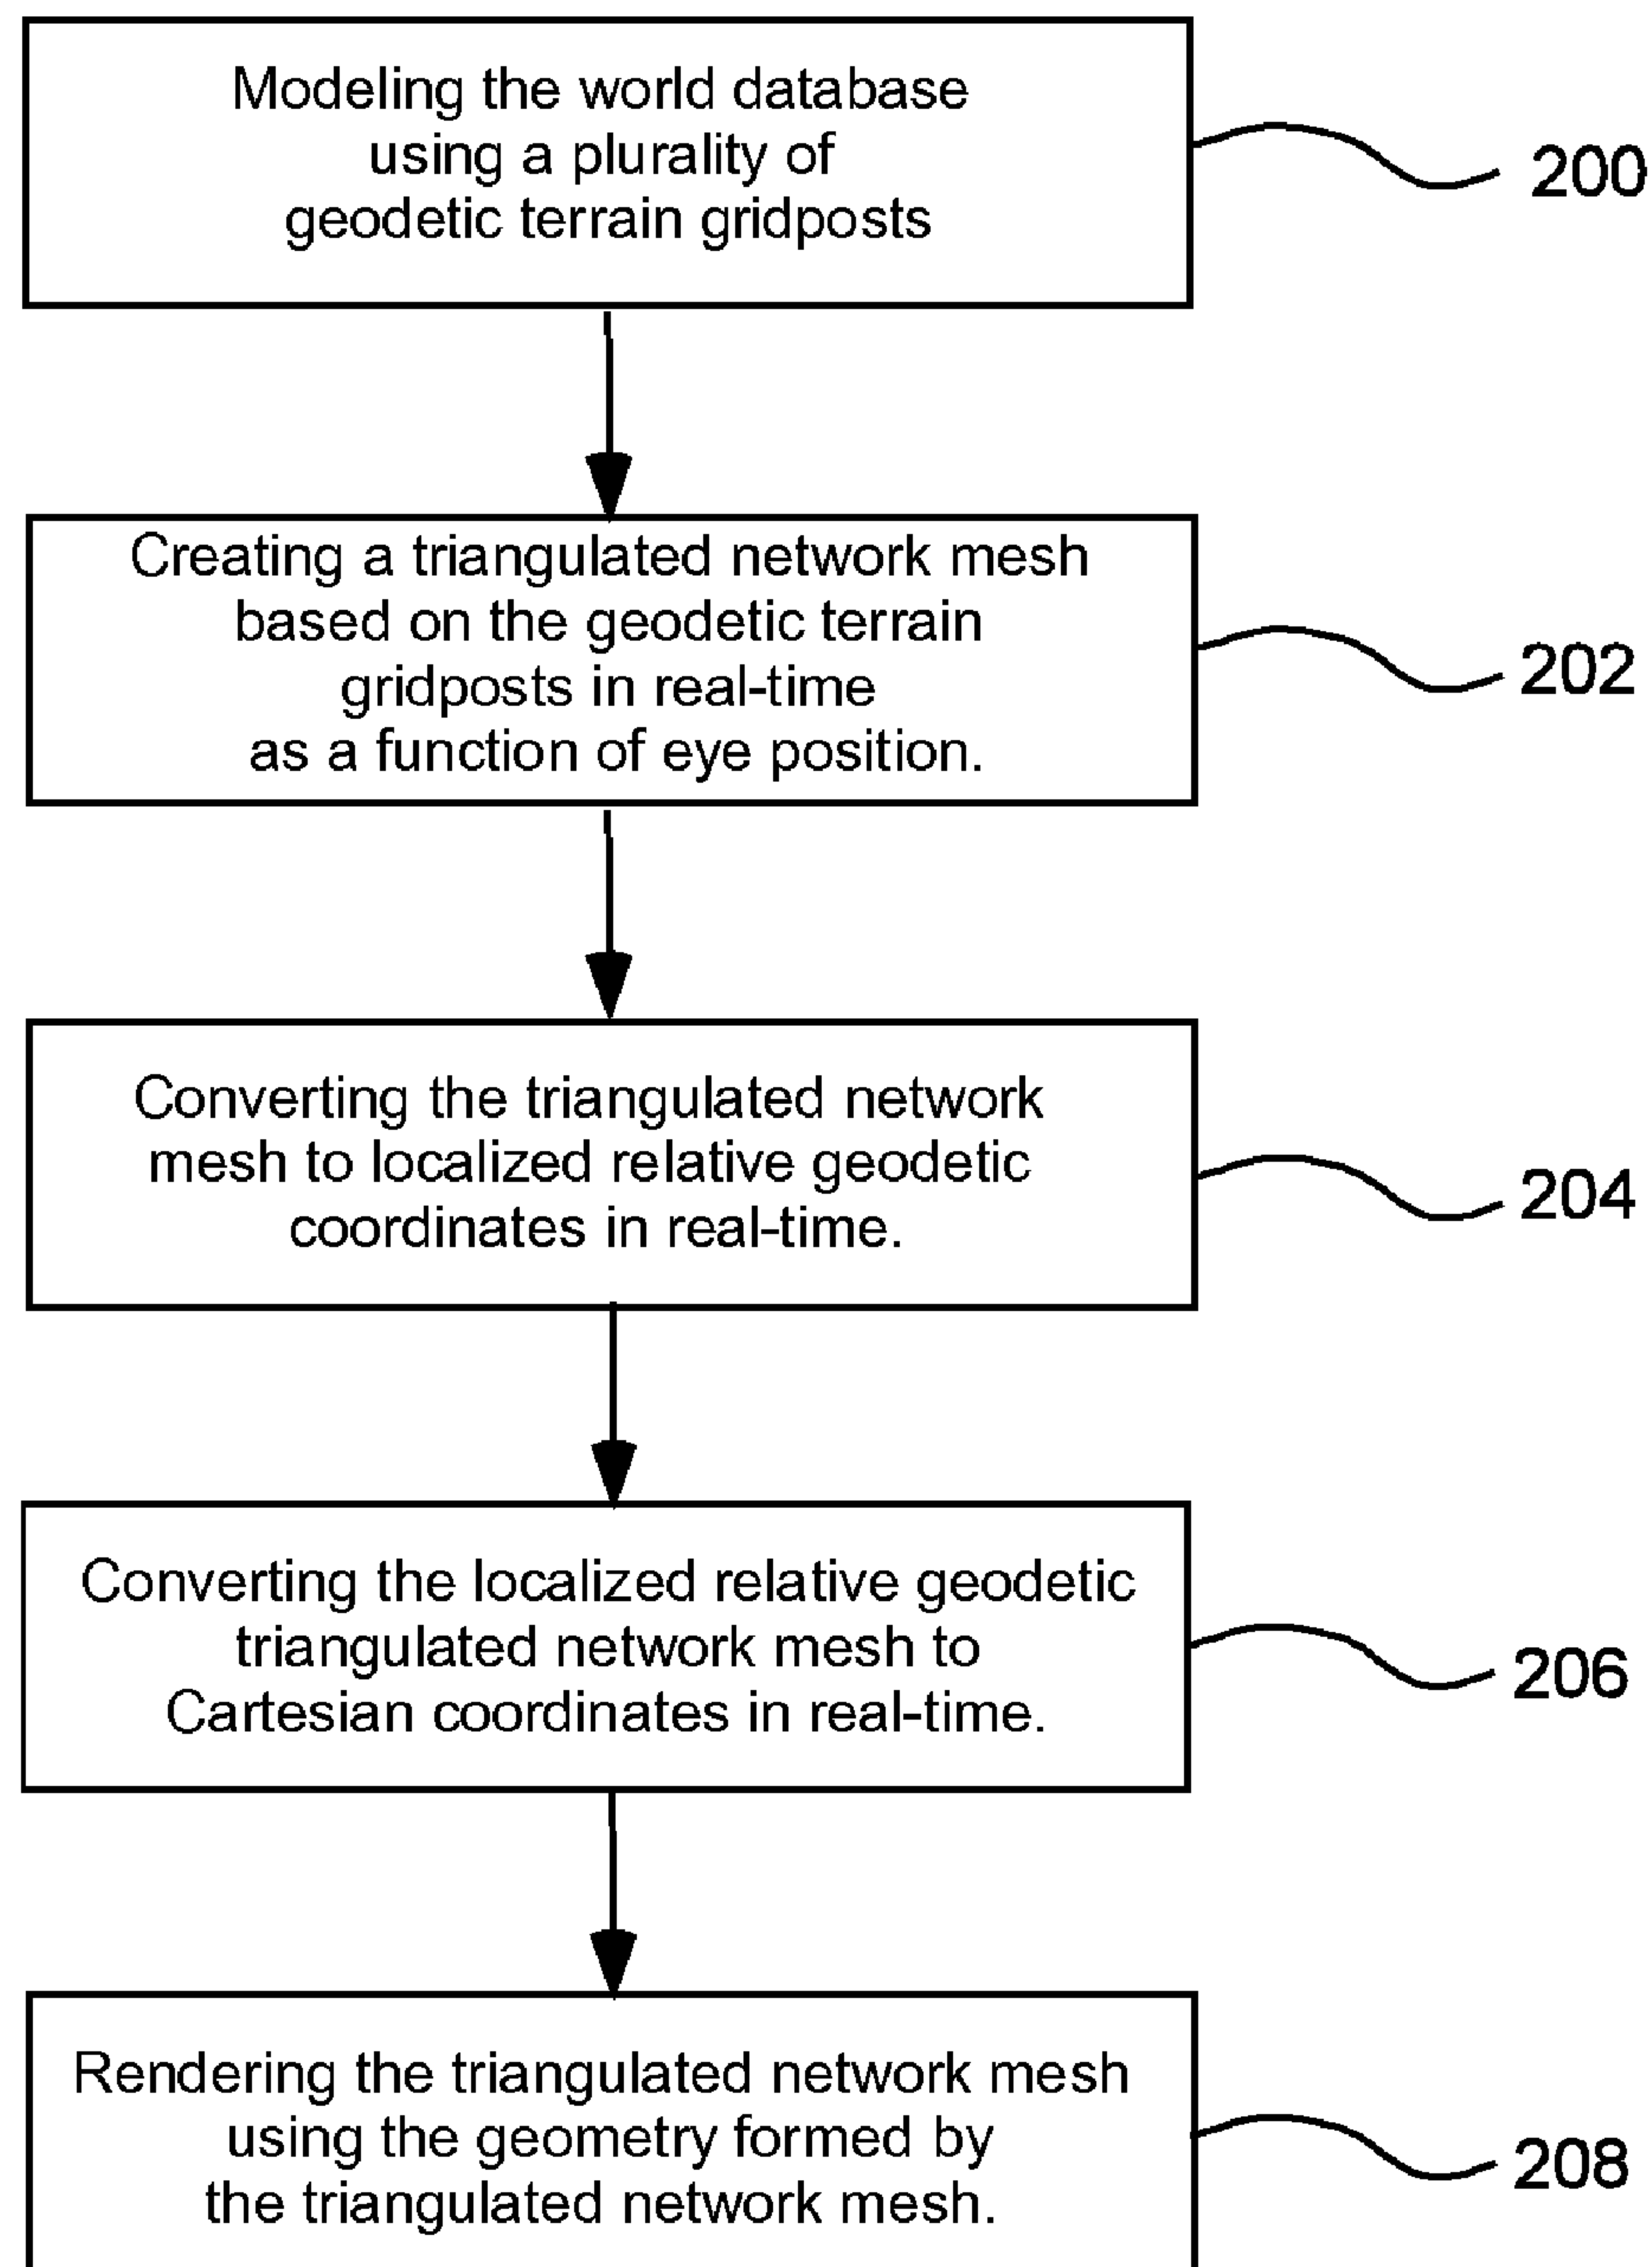 Modeling the world database
using a plurality of
geodetic terrain gridposts
200
Creating a triangulated network mesh
based on the geodetic terrain
gridposts in real-time
as a function of eye position.
202
Converting the triangulated network
mesh to localized relative geodetic
coordinates in real-time.
204
Converting the localized relative geodetic
triangulated network mesh to
Cartesian coordinates in real-time.
206
Rendering the triangulated network mesh
using the geometry formed by
the triangulated network mesh.
208